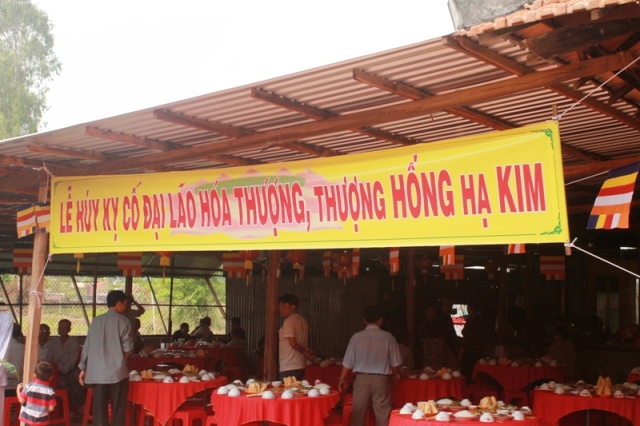 LỄ HÚY KỴ CỐ ĐẠI LÃO HÒA THƯỢNG, THƯỢNG HỒNG HẠ KIM